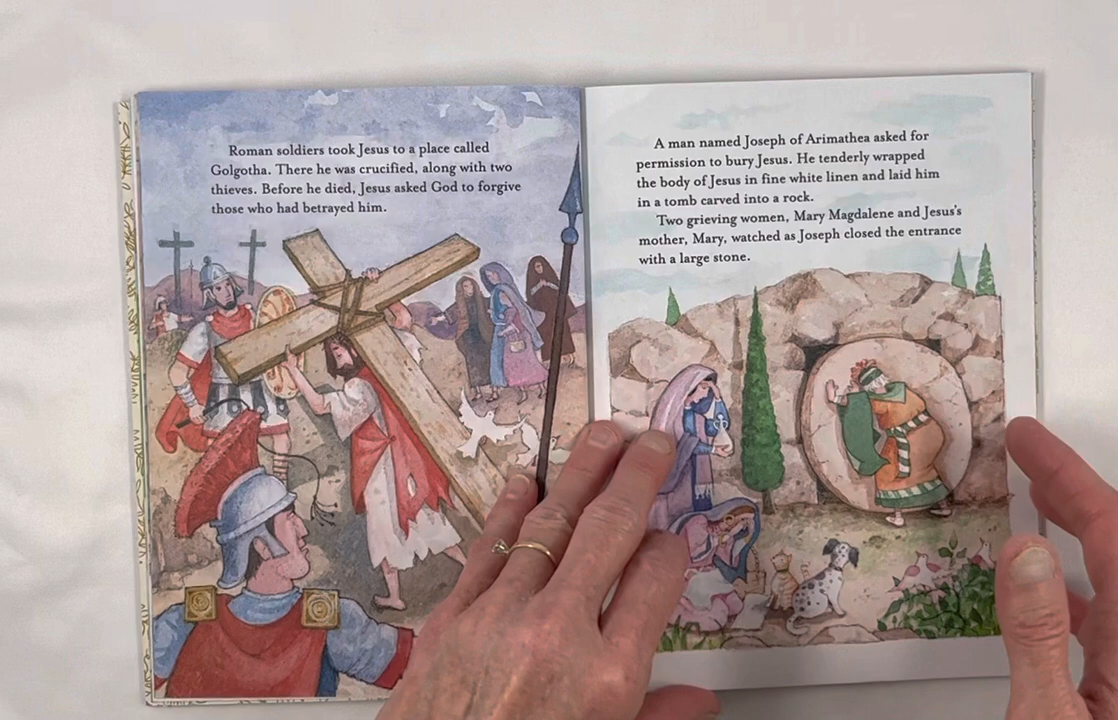 Roman soldiers took Jesus to a place called
Golgotha. There he was crucified, along with two
thieves. Before he died, Jesus asked God to forgive
those who had betrayed him.
A man named Joseph of Arimathea asked for
permission to bury Jesus. He tenderly wrapped
the body of Jesus in fine white linen and laid him
in a tomb carved into a rock.
Two grieving women, Mary Magdalene and Jesus's
mother, Mary, watched as Joseph closed the entrance
with a large stone.